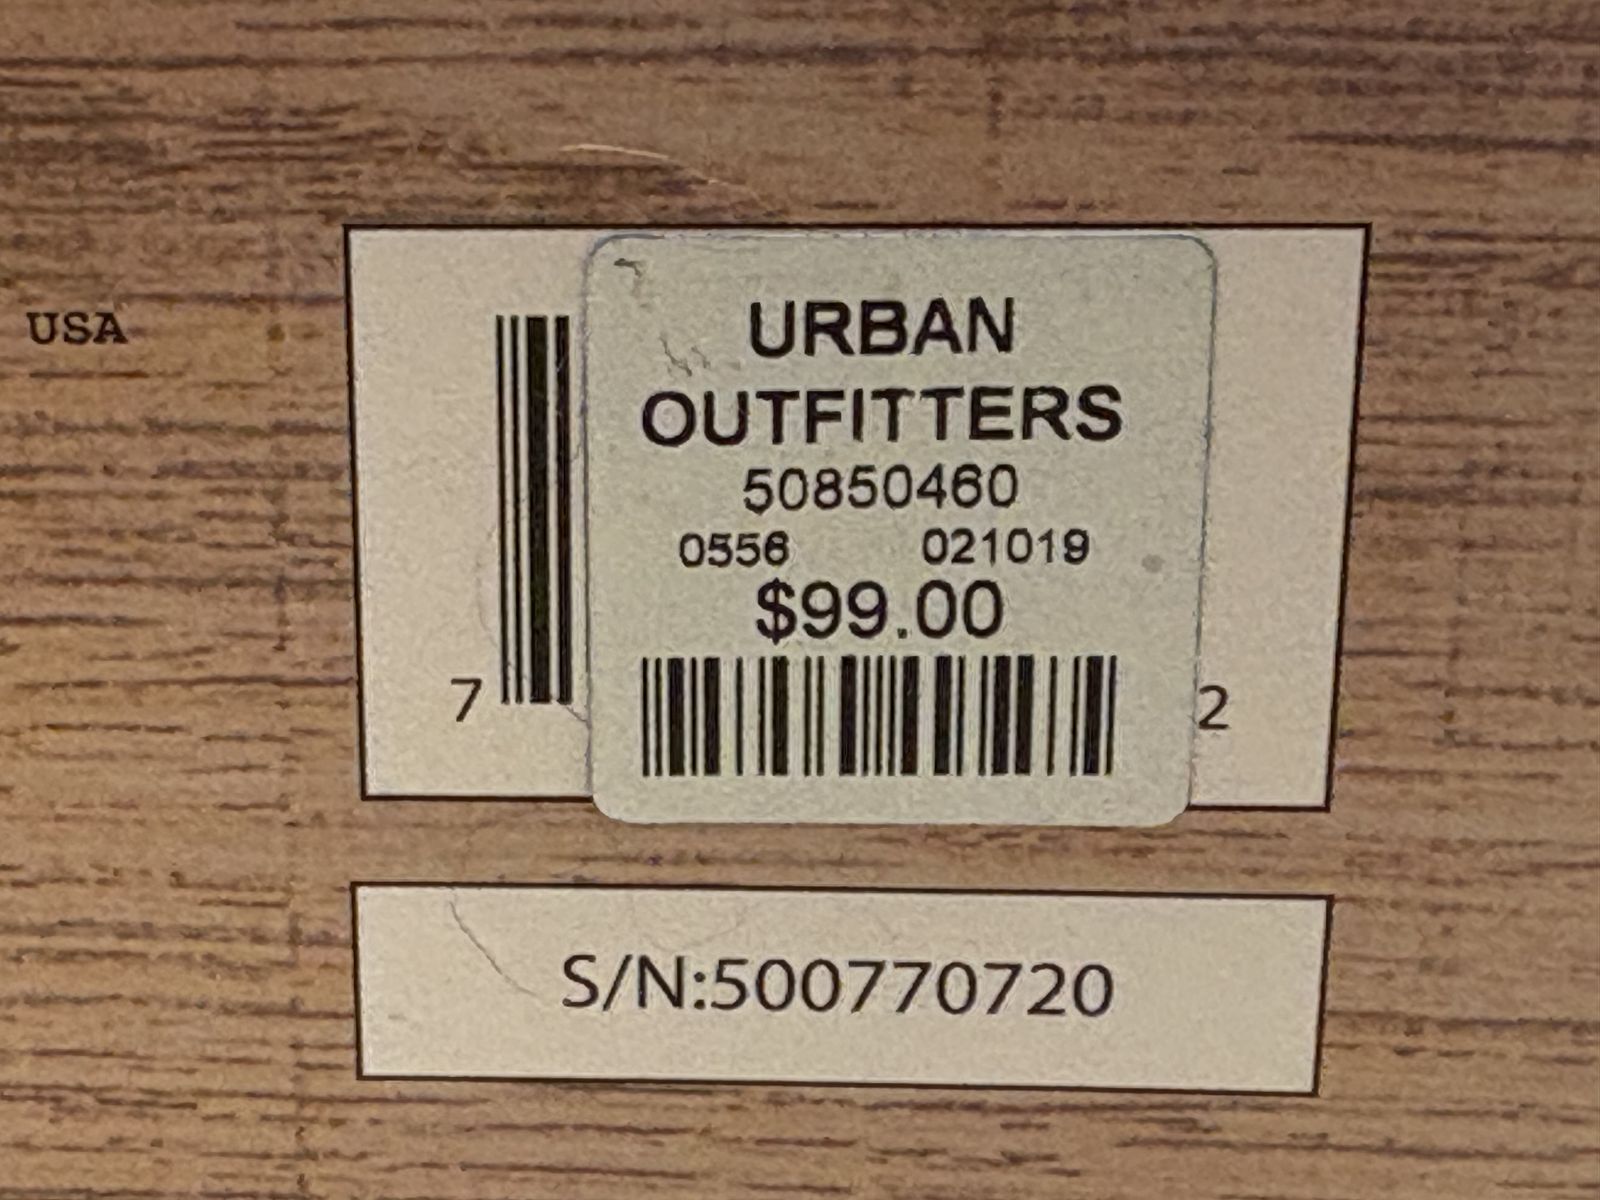 USA
URBAN
OUTFITTERS
50850460
0556 021019
$99.00
7 2
S/N:500770720